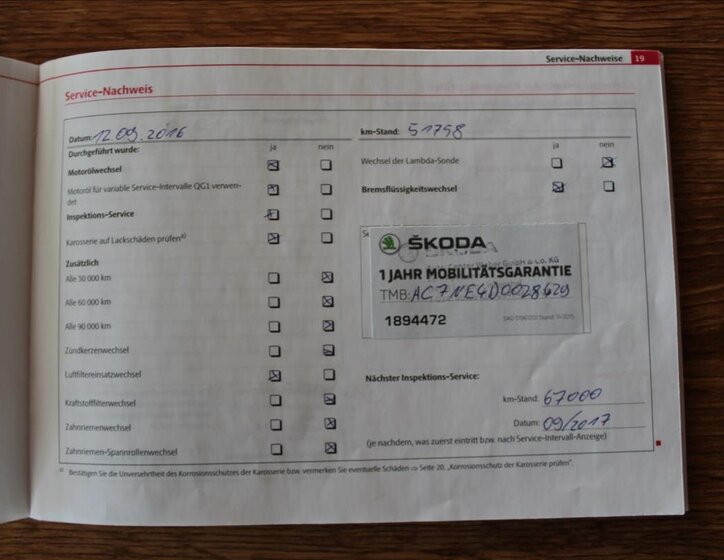 Service-Nachweise 19
Service-Nachweis
Datum: 12.09.2016
km-Stand: 51798
Durchgeführt wurde: ja nein
ja nein
Motorölwechsel
Wechsel der Lambda-Sonde
Motoröl für variable Service-Intervalle QG1 verwen-
det
Bremsflüssigkeitswechsel
Inspektions-Service
Karosserie auf Lackschäden prüfen a)
ŠKODA
1 JAHR MOBILITÄTSGARANTIE
TMB:
1894472
Zusätzlich
Alle 30 000 km
Alle 60 000 km
Alle 90 000 km
Zündkerzenwechsel
Luftfiltereinsatzwechsel
Kraftstofffilterwechsel
Zahnriemenwechsel
Zahnriemen-Spannrollenwechsel
Nächster Inspektions-Service:
km-Stand: 67000
Datum: 09/2017
(je nachdem, was zuerst eintritt bzw. nach Service-Intervall-Anzeige)
a) Bestätigen Sie die Unversehrtheit des Korrosionsschutzes der Karosserie bzw. vermerken Sie eventuelle Schäden ⇒ Seite 20, „Korrosionsschutz der Karosserie prüfen".